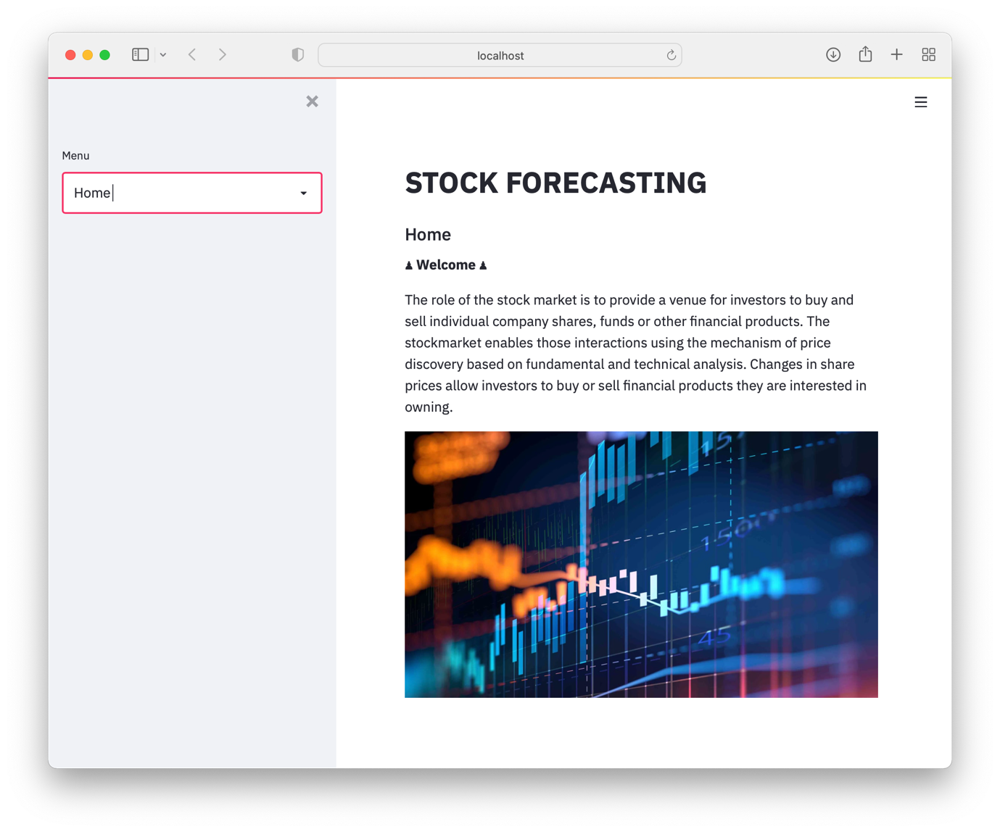 localhost
Menu
Home
STOCK FORECASTING
Home
♟ Welcome ♟
The role of the stock market is to provide a venue for investors to buy and
sell individual company shares, funds or other financial products. The
stockmarket enables those interactions using the mechanism of price
discovery based on fundamental and technical analysis. Changes in share
prices allow investors to buy or sell financial products they are interested in
owning.
1500
45